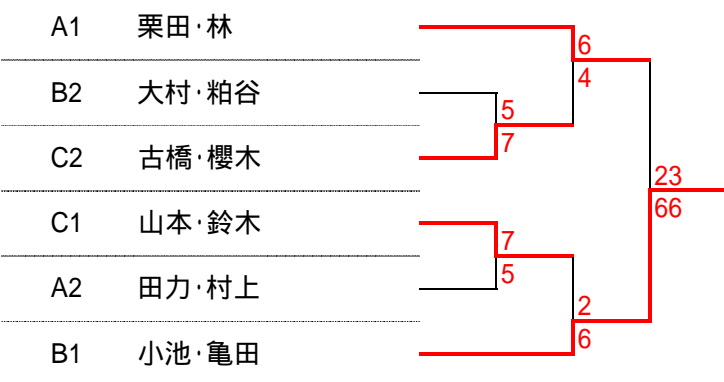 A1 栗田・林
6
4
B2 大村・粕谷
5
7
C2 古橋・櫻木
23
66
C1 山本・鈴木
7
5
A2 田力・村上
2
6
B1 小池・亀田